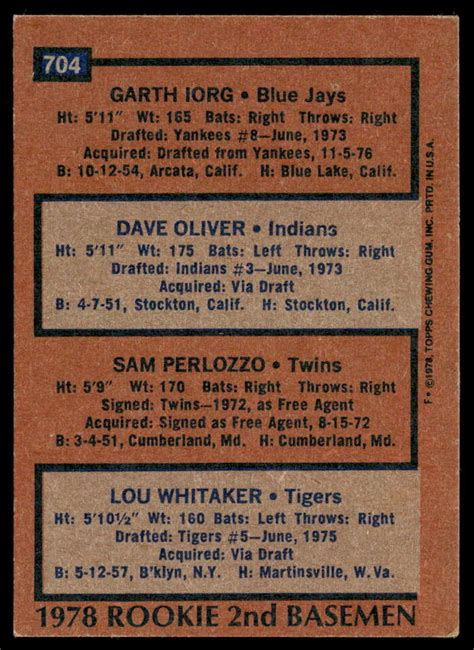 704
GARTH IORG • Blue Jays
Ht: 5'11" Wt: 165 Bats: Right Throws: Right
Drafted: Yankees #8—June, 1973
Acquired: Drafted from Yankees, 11-5-76
B: 10-12-54, Arcata, Calif. H: Blue Lake, Calif.
DAVE OLIVER • Indians
Ht: 5'11" Wt: 175 Bats: Left Throws: Right
Drafted: Indians #3—June, 1973
Acquired: Via Draft
B: 4-7-51, Stockton, Calif. H: Stockton, Calif.
SAM PERLOZZO • Twins
Ht: 5'9" Wt: 170 Bats: Right Throws: Right
Signed: Twins—1972, as Free Agent
Acquired: Signed as Free Agent, 8-15-72
B: 3-4-51, Cumberland, Md. H: Cumberland, Md.
LOU WHITAKER • Tigers
Ht: 5'10½" Wt: 160 Bats: Left Throws: Right
Drafted: Tigers #5—June, 1975
Acquired: Via Draft
B: 5-12-57, B'klyn, N.Y. H: Martinsville, W. Va.
1978 ROOKIE 2nd BASEMEN
F • ©1978, TOPPS CHEWING GUM, INC. PRTD. IN U.S.A.